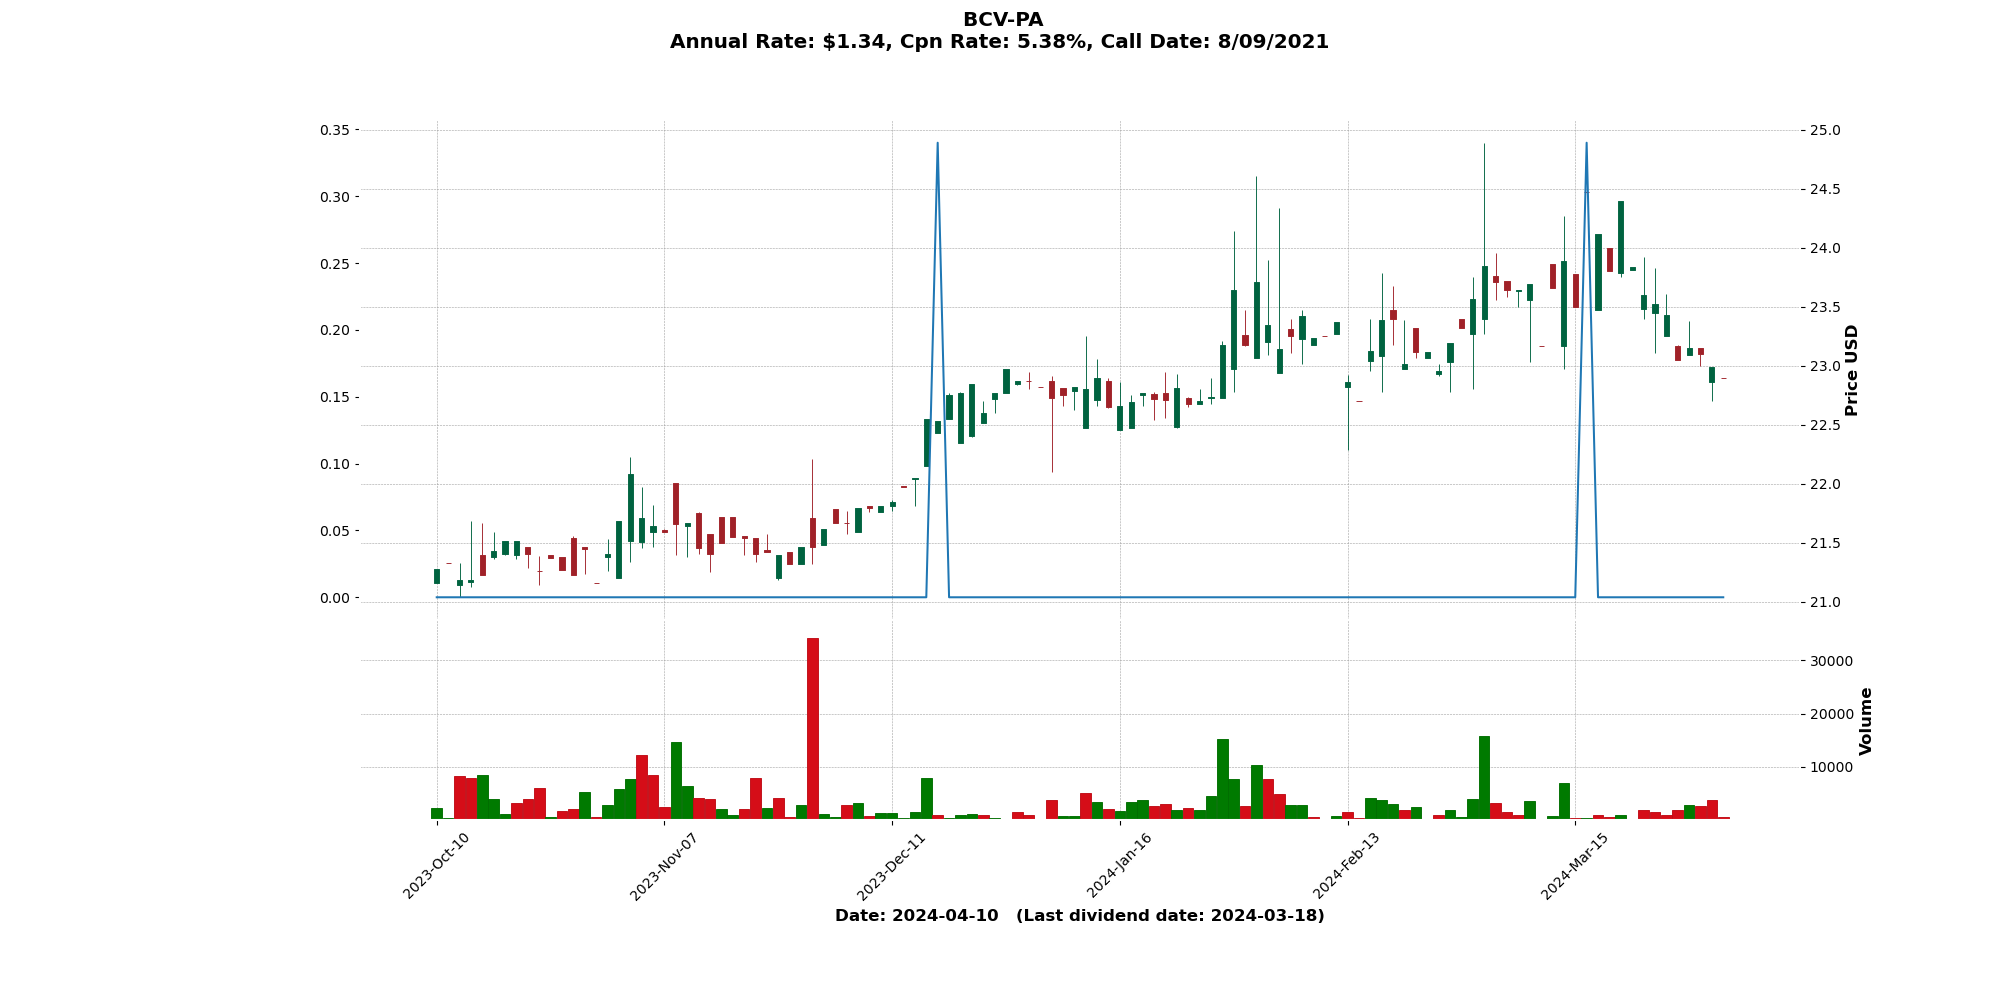 BCV-PA
Annual Rate: $1.34, Cpn Rate: 5.38%, Call Date: 8/09/2021
0.35
0.30
0.25
0.20
0.15
0.10
0.05
0.00
25.0
24.5
24.0
23.5
23.0
22.5
22.0
21.5
21.0
Price USD
30000
20000
10000
Volume
2023-Oct-10
2023-Nov-07
2023-Dec-11
2024-Jan-16
2024-Feb-13
2024-Mar-15
Date: 2024-04-10 (Last dividend date: 2024-03-18)